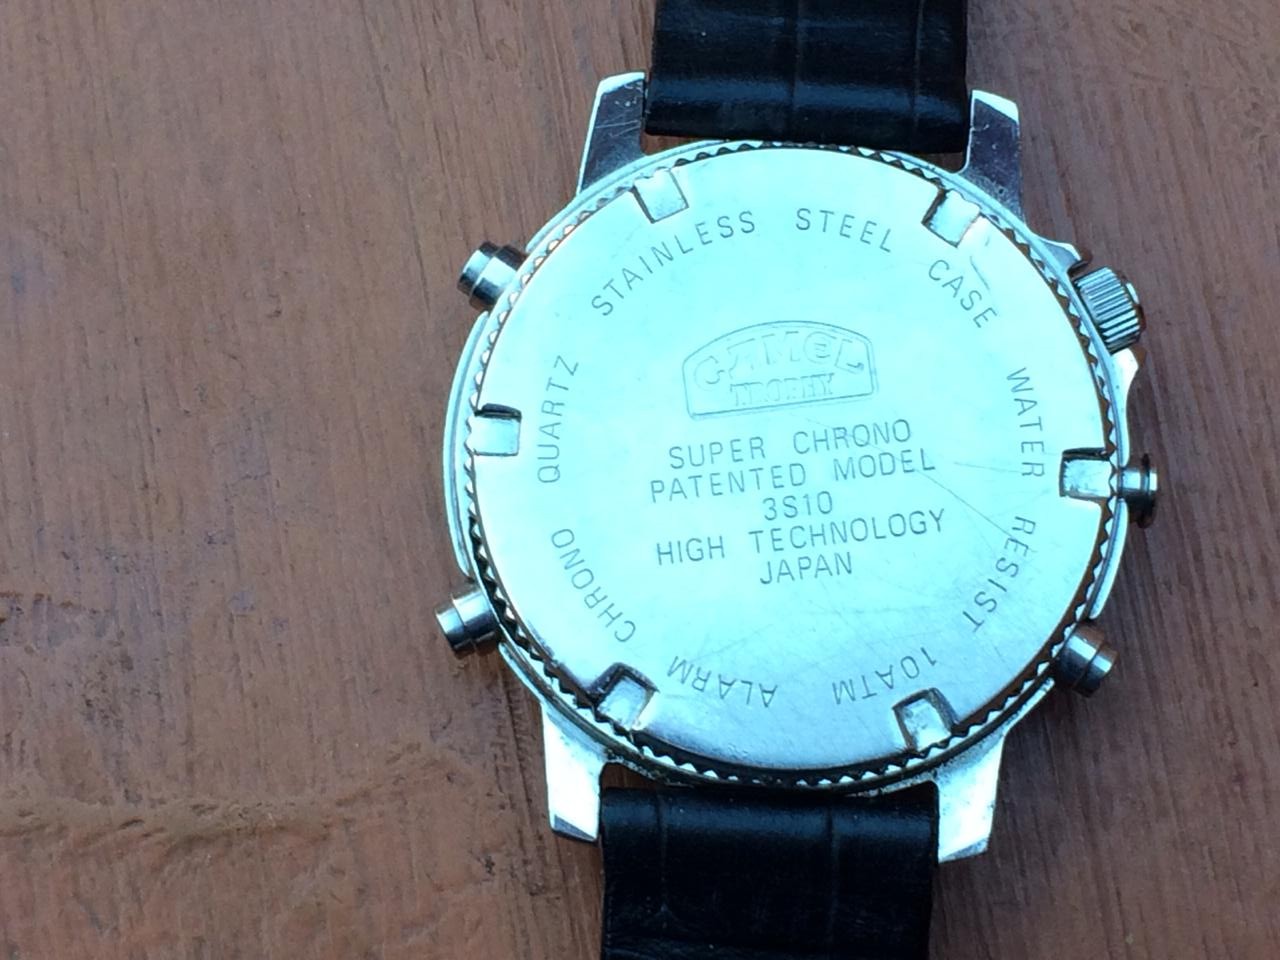 CAMEL
TROPHY
SUPER CHRONO
PATENTED MODEL
3S10
HIGH TECHNOLOGY
JAPAN
STAINLESS STEEL CASE WATER RESIST 10ATM ALARM CHRONO QUARTZ